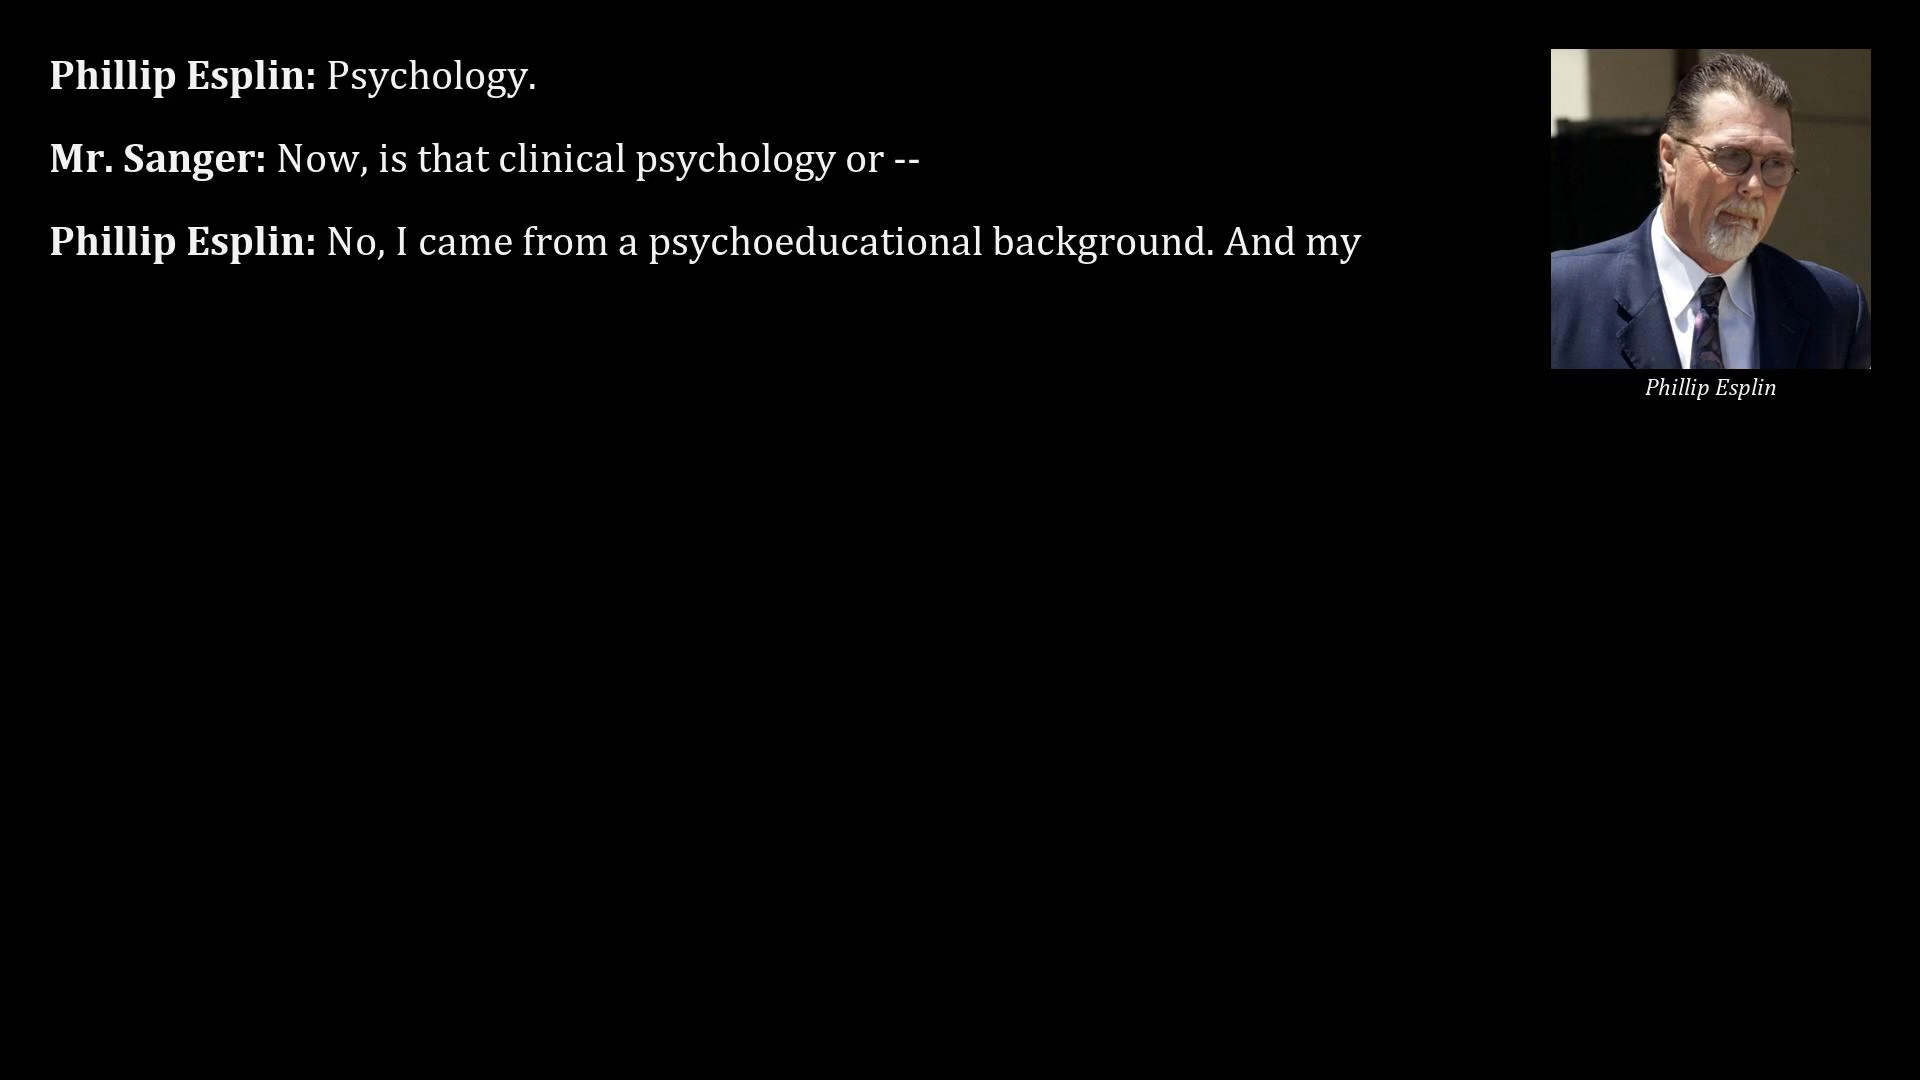 Phillip Esplin: Psychology.
Mr. Sanger: Now, is that clinical psychology or --
Phillip Esplin: No, I came from a psychoeducational background. And my
Phillip Esplin